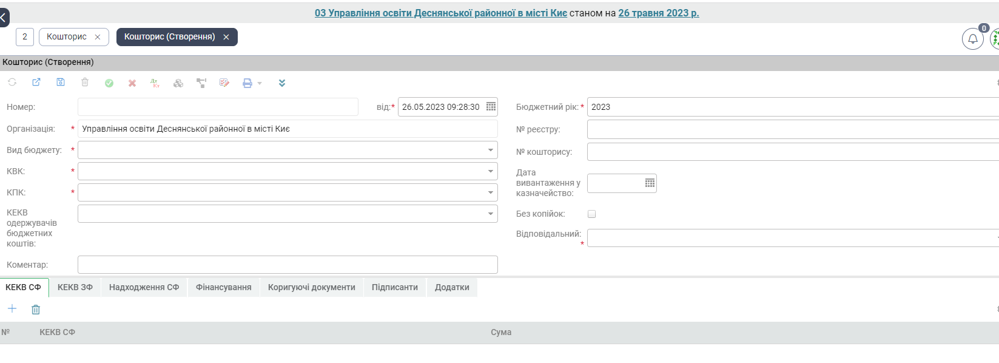 03 Управління освіти Деснянської районної в місті Киє станом на 26 травня 2023 р.
0
2 Кошторис Кошторис (Створення)
Кошторис (Створення)
Дт Кт
Номер: від:* 26.05.2023 09:28:30 Бюджетний рік:* 2023
Організація: * Управління освіти Деснянської районної в місті Киє № реєстру:
Вид бюджету: * № кошторису:
КВК: *
Дата
вивантаження у
казначейство:
КПК: *
КЕКВ
одержувачів
бюджетних
коштів:
Без копійок:
Відповідальний:
*
Коментар:
КЕКВ СФ КЕКВ ЗФ Надходження СФ Фінансування Коригуючі документи Підписанти Додатки
№ КЕКВ СФ Сума